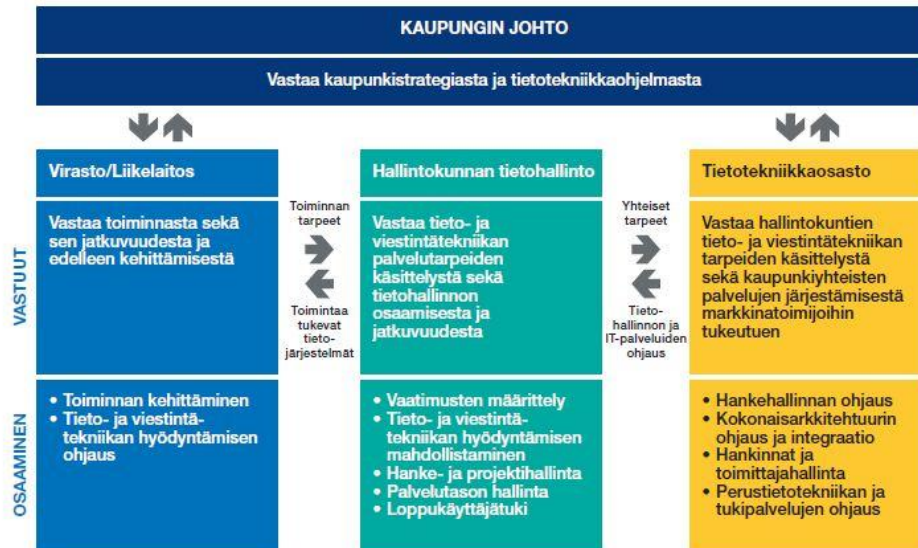 KAUPUNGIN JOHTO
Vastaa kaupunkistrategiasta ja tietotekniikkaohjelmasta
VASTUUT
Virasto/Liikelaitos
Vastaa toiminnasta sekä
sen jatkuvuudesta ja
edelleen kehittämisestä
Toiminnan
tarpeet
Toimintaa
tukevat
tieto-
järjestelmät
Hallintokunnan tietohallinto
Vastaa tieto- ja
viestintätekniikan
palvelutarpeiden
käsittelystä sekä
tietohallinnon
osaamisesta ja
jatkuvuudesta
Yhteiset
tarpeet
Tieto-
hallinnon ja
IT-palveluiden
ohjaus
Tietotekniikkaosasto
Vastaa hallintokuntien
tieto- ja viestintätekniikan
tarpeiden käsittelystä
sekä kaupunkiyhteisten
palvelujen järjestämisestä
markkinatoimijoihin
tukeutuen
OSAAMINEN
• Toiminnan kehittäminen
• Tieto- ja viestintä-
tekniikan hyödyntämisen
ohjaus
• Vaatimusten määrittely
• Tieto- ja viestintä-
tekniikan hyödyntämisen
mahdollistaminen
• Hanke- ja projektihallinta
• Palvelutason hallinta
• Loppukäyttäjätuki
• Hankehallinnan ohjaus
• Kokonaisarkkitehtuurin
ohjaus ja integraatio
• Hankinnat ja
toimittajahallinta
• Perustietotekniikan ja
tukipalvelujen ohjaus